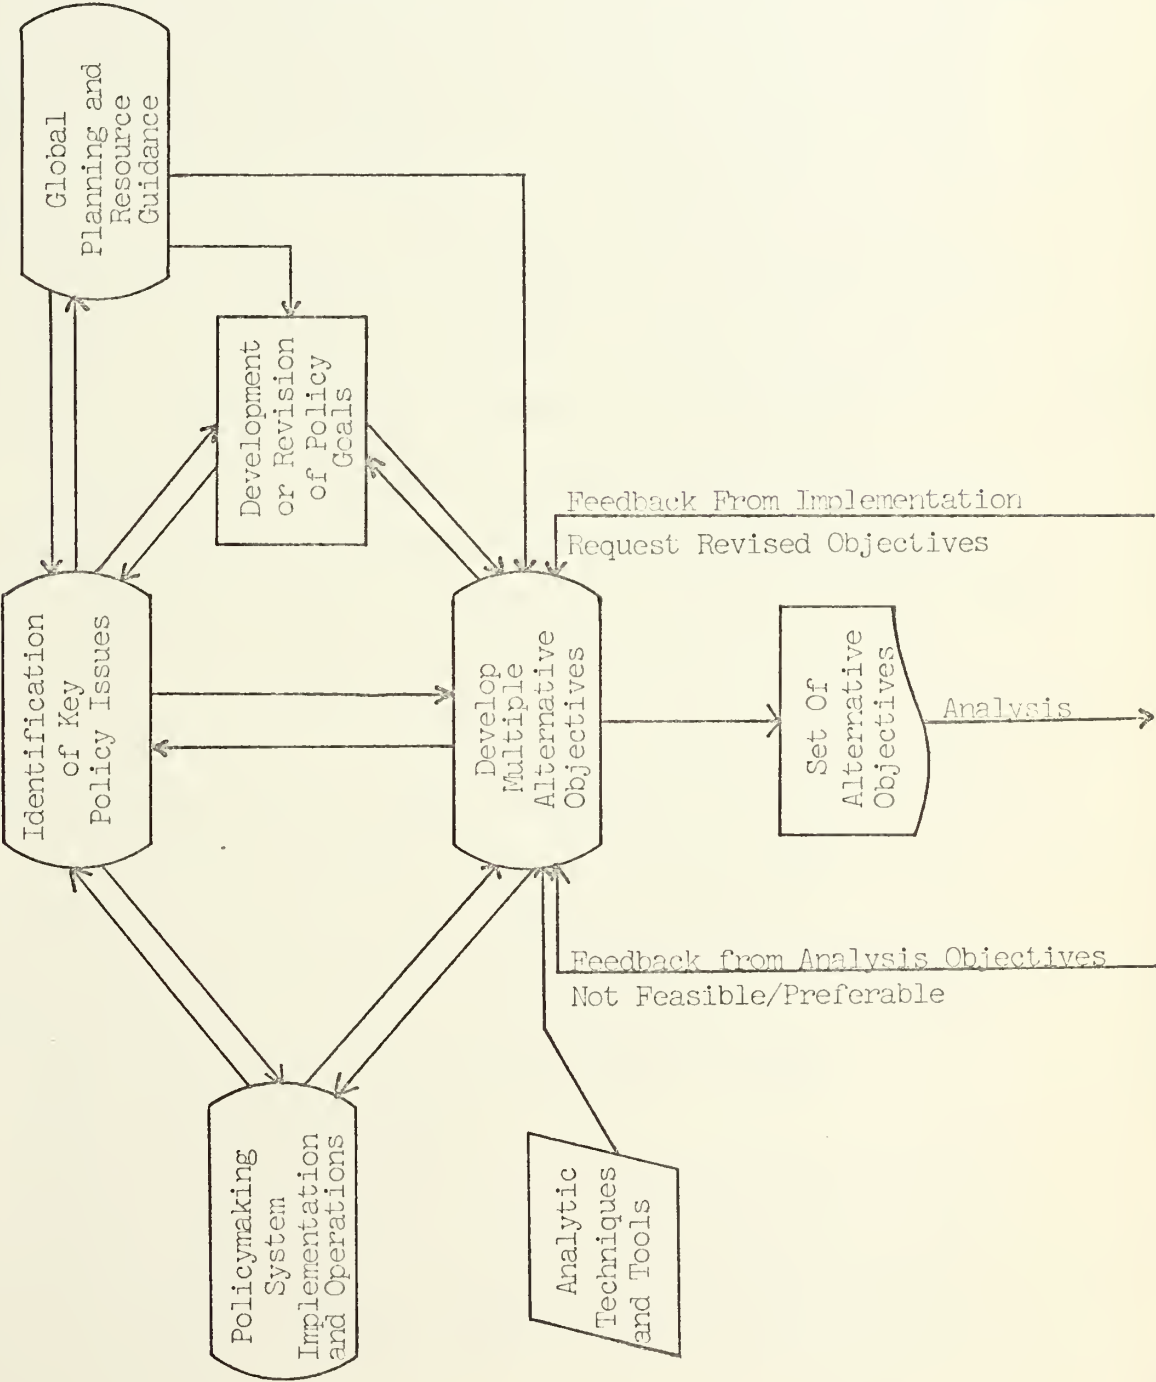 Global
Planning and
Resource
Guidance
Development
or Revision
of Policy
Goals
Identification
of Key
Policy Issues
Develop
Multiple
Alternative
Objectives
Feedback From Implementation
Request Revised Objectives
Set Of
Alternative
Objectives
Analysis
Feedback from Analysis Objectives
Not Feasible/Preferable
Policymaking
System
Implementation
and Operations
Analytic
Techniques
and Tools